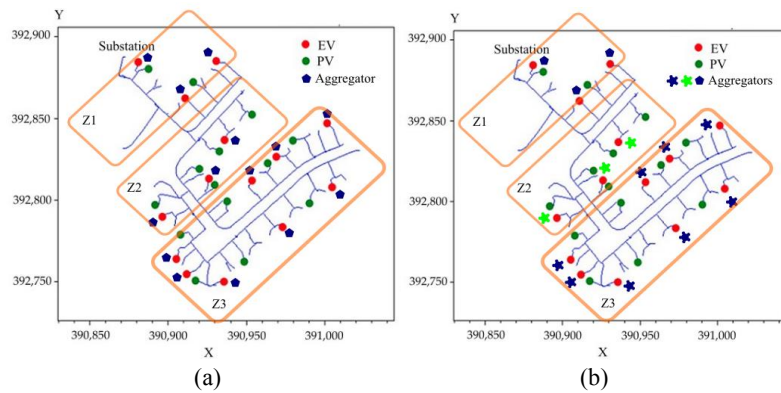 Y
392,900
Substation
EV
PV
Aggregator
392,850
Z1
Z2
392,800
392,750
Z3
390,850
390,900
390,950
391,000
X
(a)
Y
392,900
Substation
EV
PV
Aggregators
392,850
Z1
Z2
392,800
392,750
Z3
390,850
390,900
390,950
391,000
X
(b)